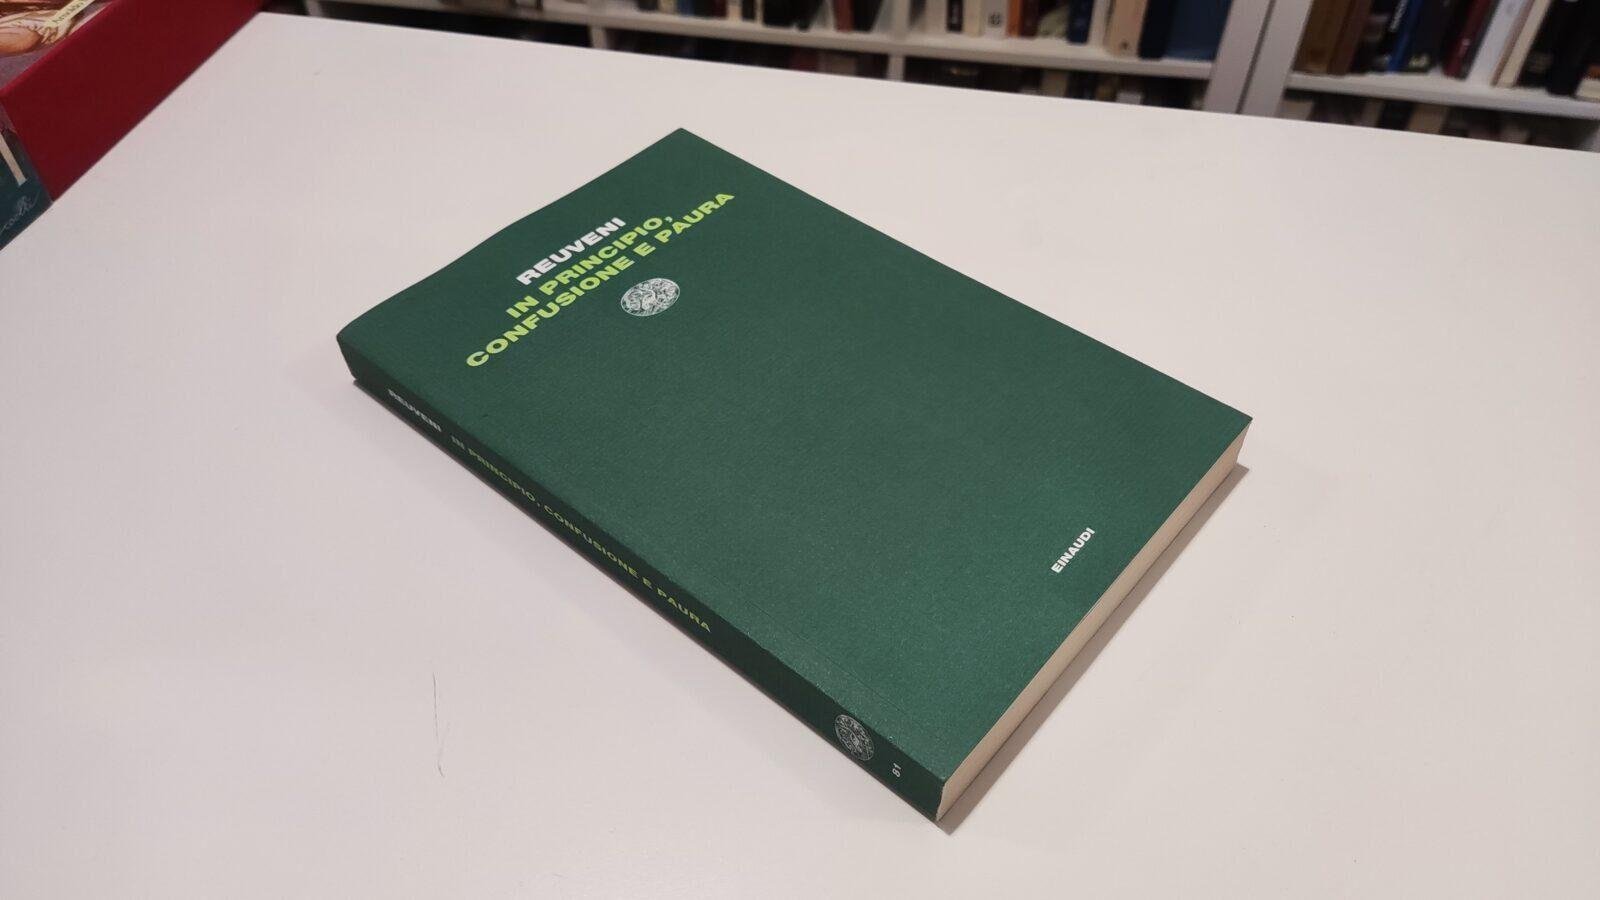 REUVENI
IN PRINCIPIO,
CONFUSIONE E PAURA
EINAUDI
REUVENI IN PRINCIPIO, CONFUSIONE E PAURA
81